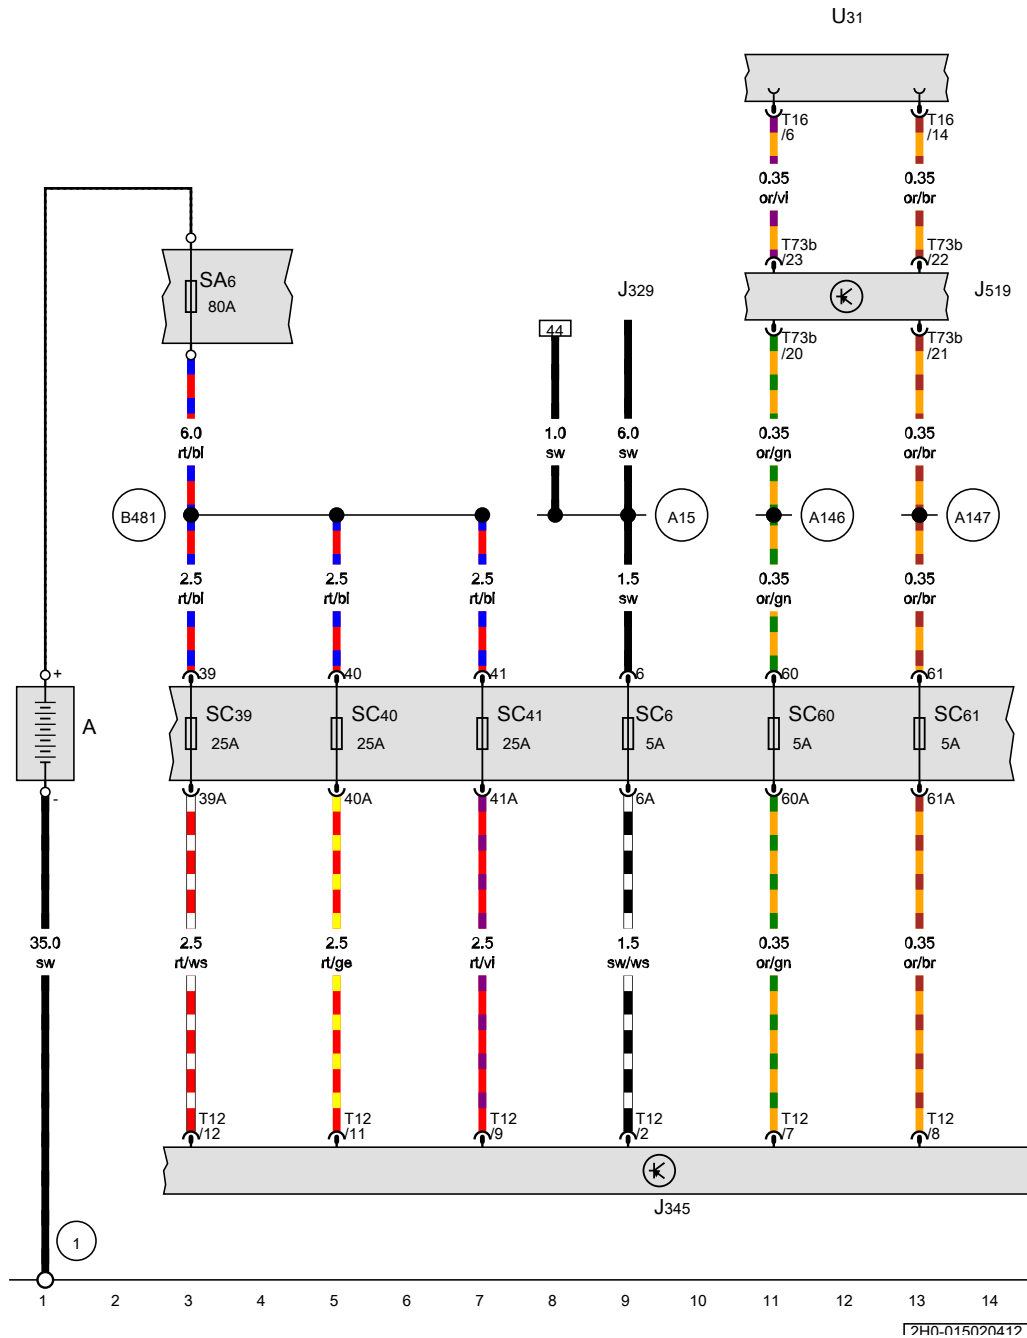 U31
T16 T16
/6 /14
0.35 0.35
or/vi or/br
T73b T73b
/23 /22
SA6
80A
J329
J519
44
T73b T73b
/20 /21
6.0 1.0 6.0 0.35 0.35
rt/bl sw sw or/gn or/br
B481 A15 A146 A147
2.5 2.5 2.5 1.5 0.35 0.35
rt/bl rt/bl rt/bl sw or/gn or/br
+ 39 40 41 6 60 61
A SC39 SC40 SC41 SC6 SC60 SC61
25A 25A 25A 5A 5A 5A
- 39A 40A 41A 6A 60A 61A
35.0 2.5 2.5 2.5 1.5 0.35 0.35
sw rt/ws rt/ge rt/vi sw/ws or/gn or/br
T12 T12 T12 T12 T12 T12
/12 /11 /9 /2 /7 /8
J345
1
1 2 3 4 5 6 7 8 9 10 11 12 13 14
2H0-015020412